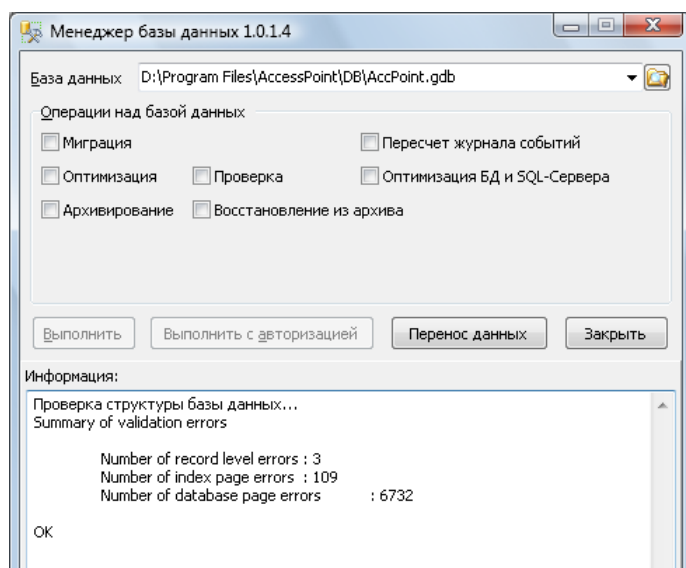 Менеджер базы данных 1.0.1.4
База данных D:\Program Files\AccessPoint\DB\AccPoint.gdb
Операции над базой данных
Миграция Пересчет журнала событий
Оптимизация Проверка Оптимизация БД и SQL-Сервера
Архивирование Восстановление из архива
Выполнить Выполнить с авторизацией Перенос данных Закрыть
Информация:
Проверка структуры базы данных...
Summary of validation errors
Number of record level errors : 3
Number of index page errors : 109
Number of database page errors : 6732
OK